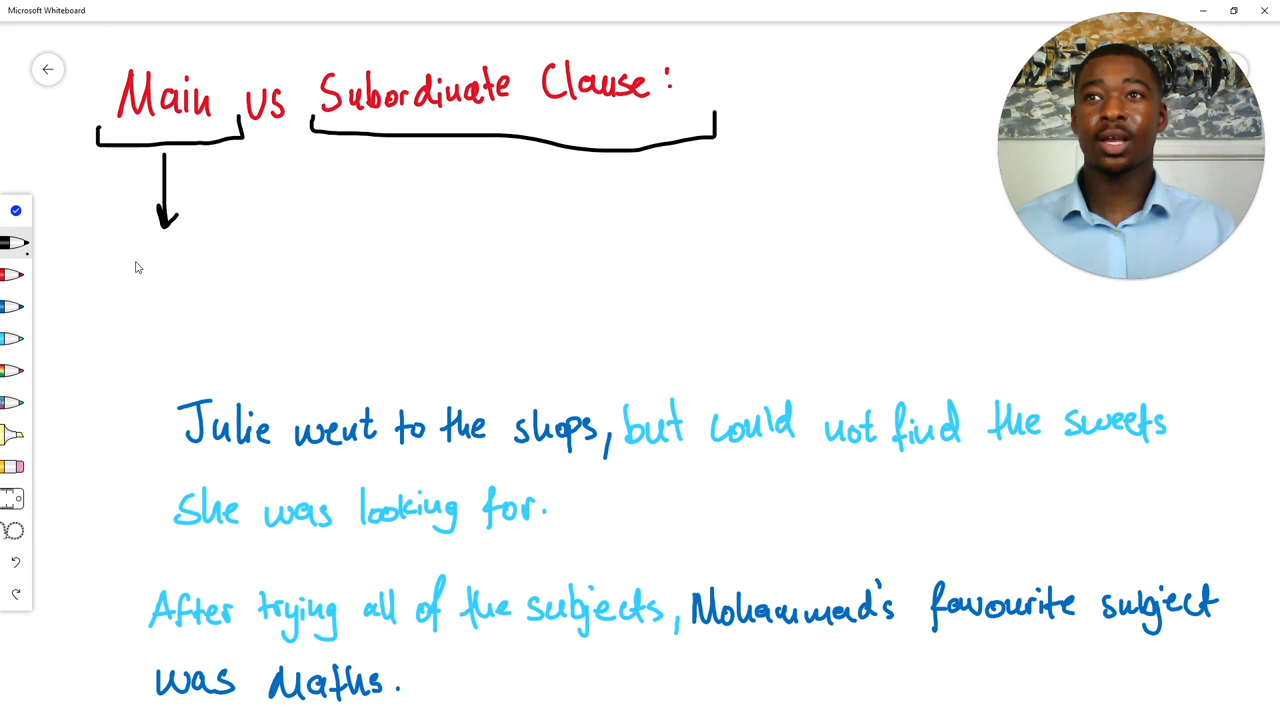 Microsoft Whiteboard
Main vs Subordinate Clause:
Julie went to the shops, but could not find the sweets
she was looking for.
After trying all of the subjects, Mohammad's favourite subject
was maths.